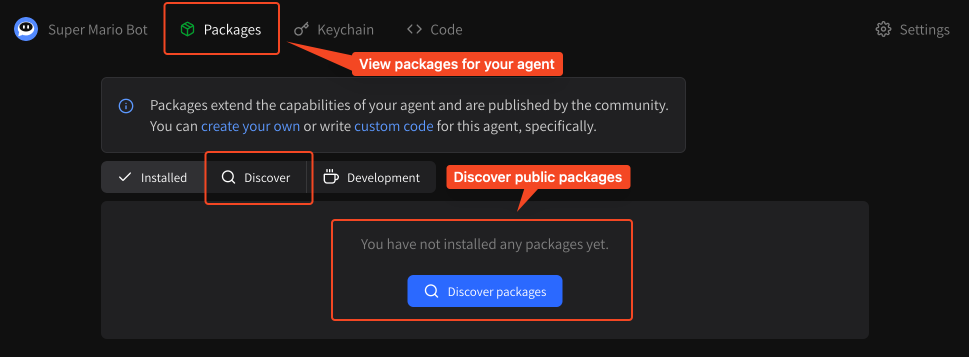 Super Mario Bot
Packages
Keychain
Code
Settings
View packages for your agent
Packages extend the capabilities of your agent and are published by the community.
You can create your own or write custom code for this agent, specifically.
Installed
Discover
Development
Discover public packages
You have not installed any packages yet.
Discover packages